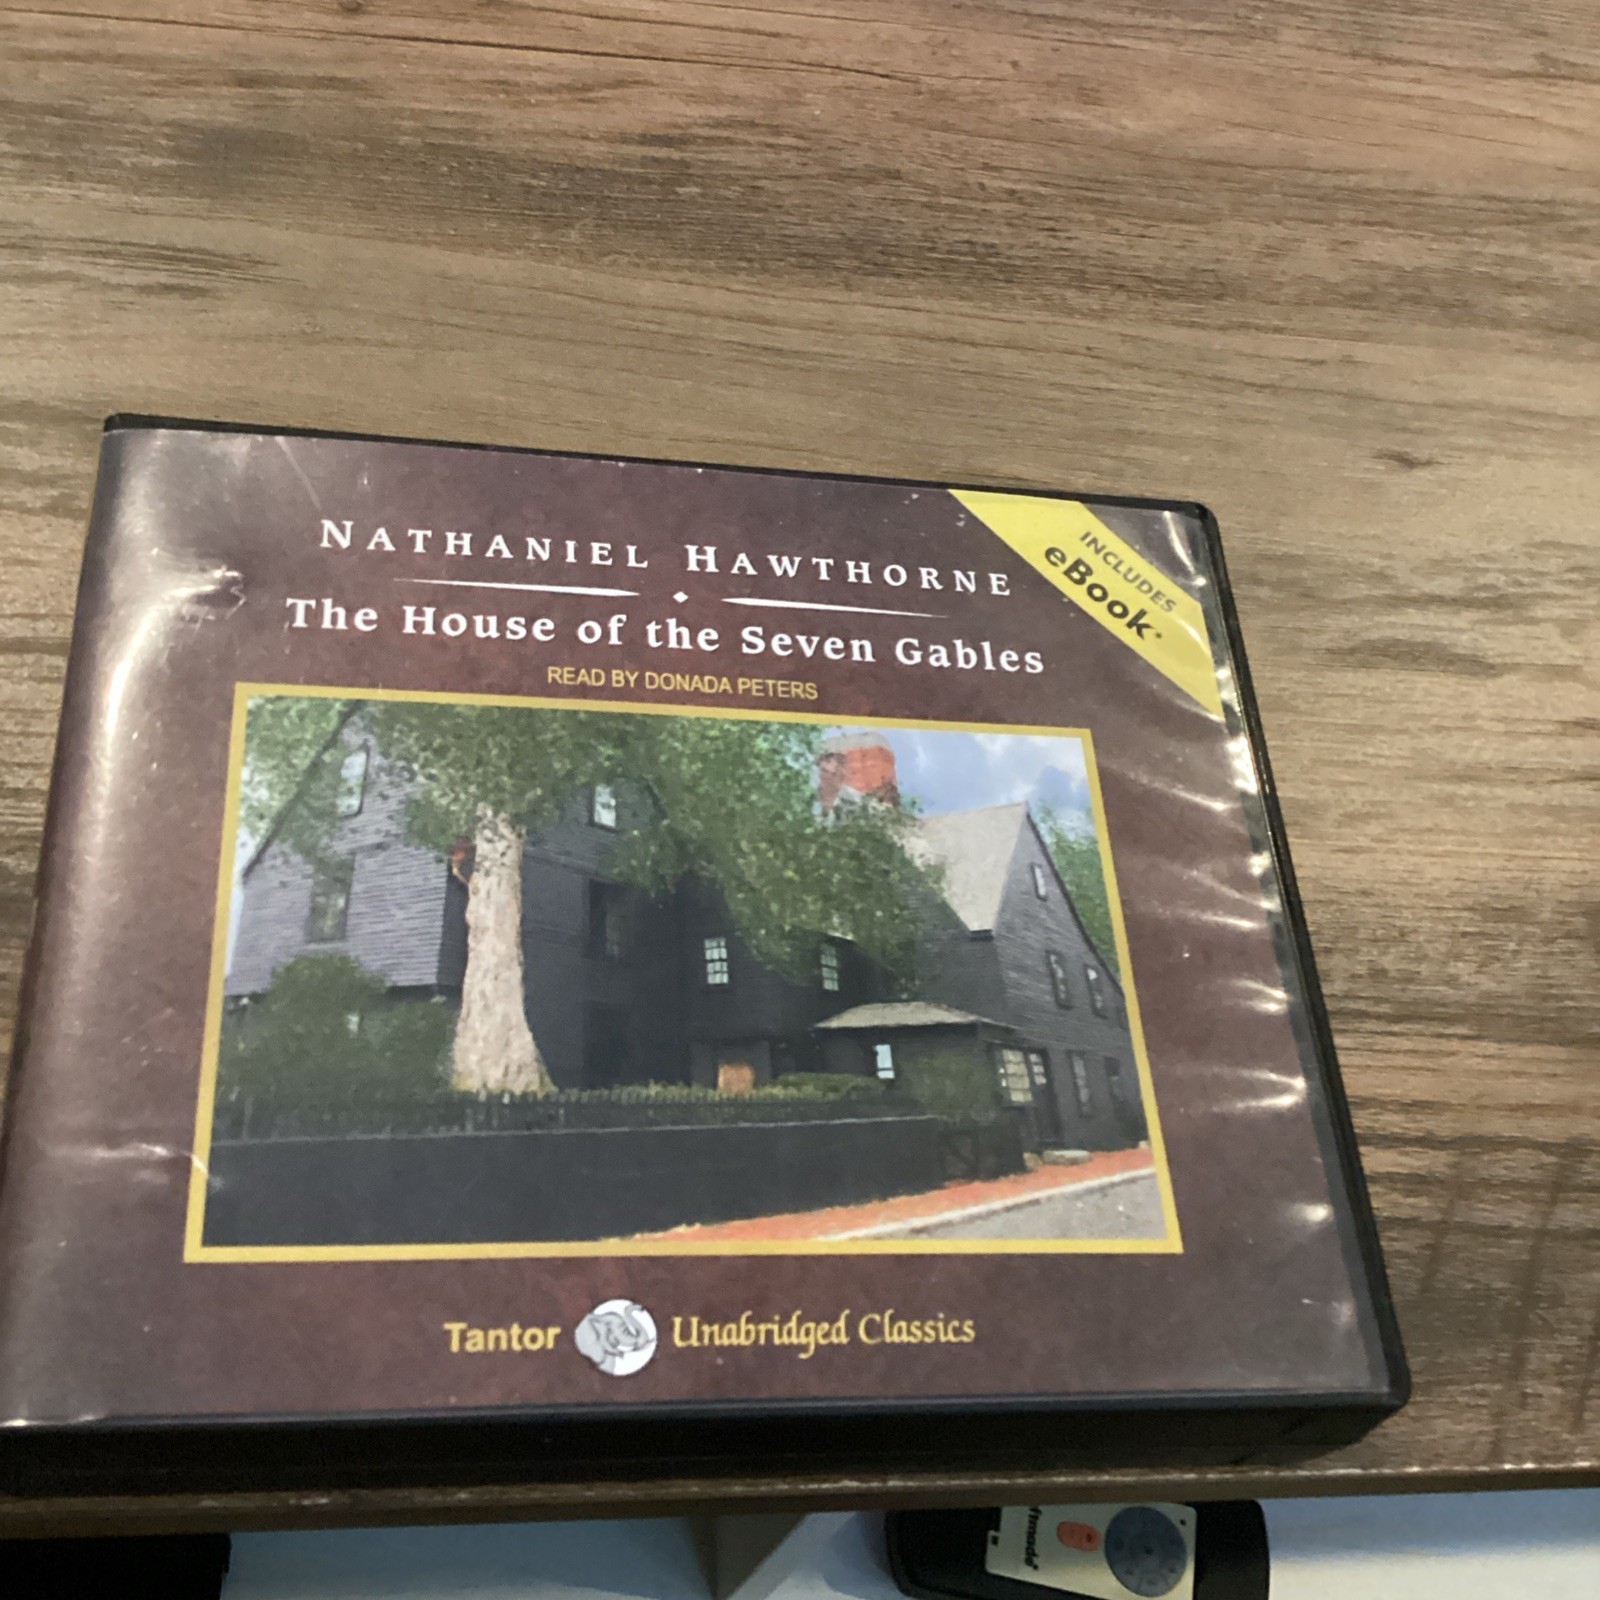 NATHANIEL HAWTHORNE
The House of the Seven Gables
READ BY DONADA PETERS
INCLUDES
eBook*
Tantor Unabridged Classics